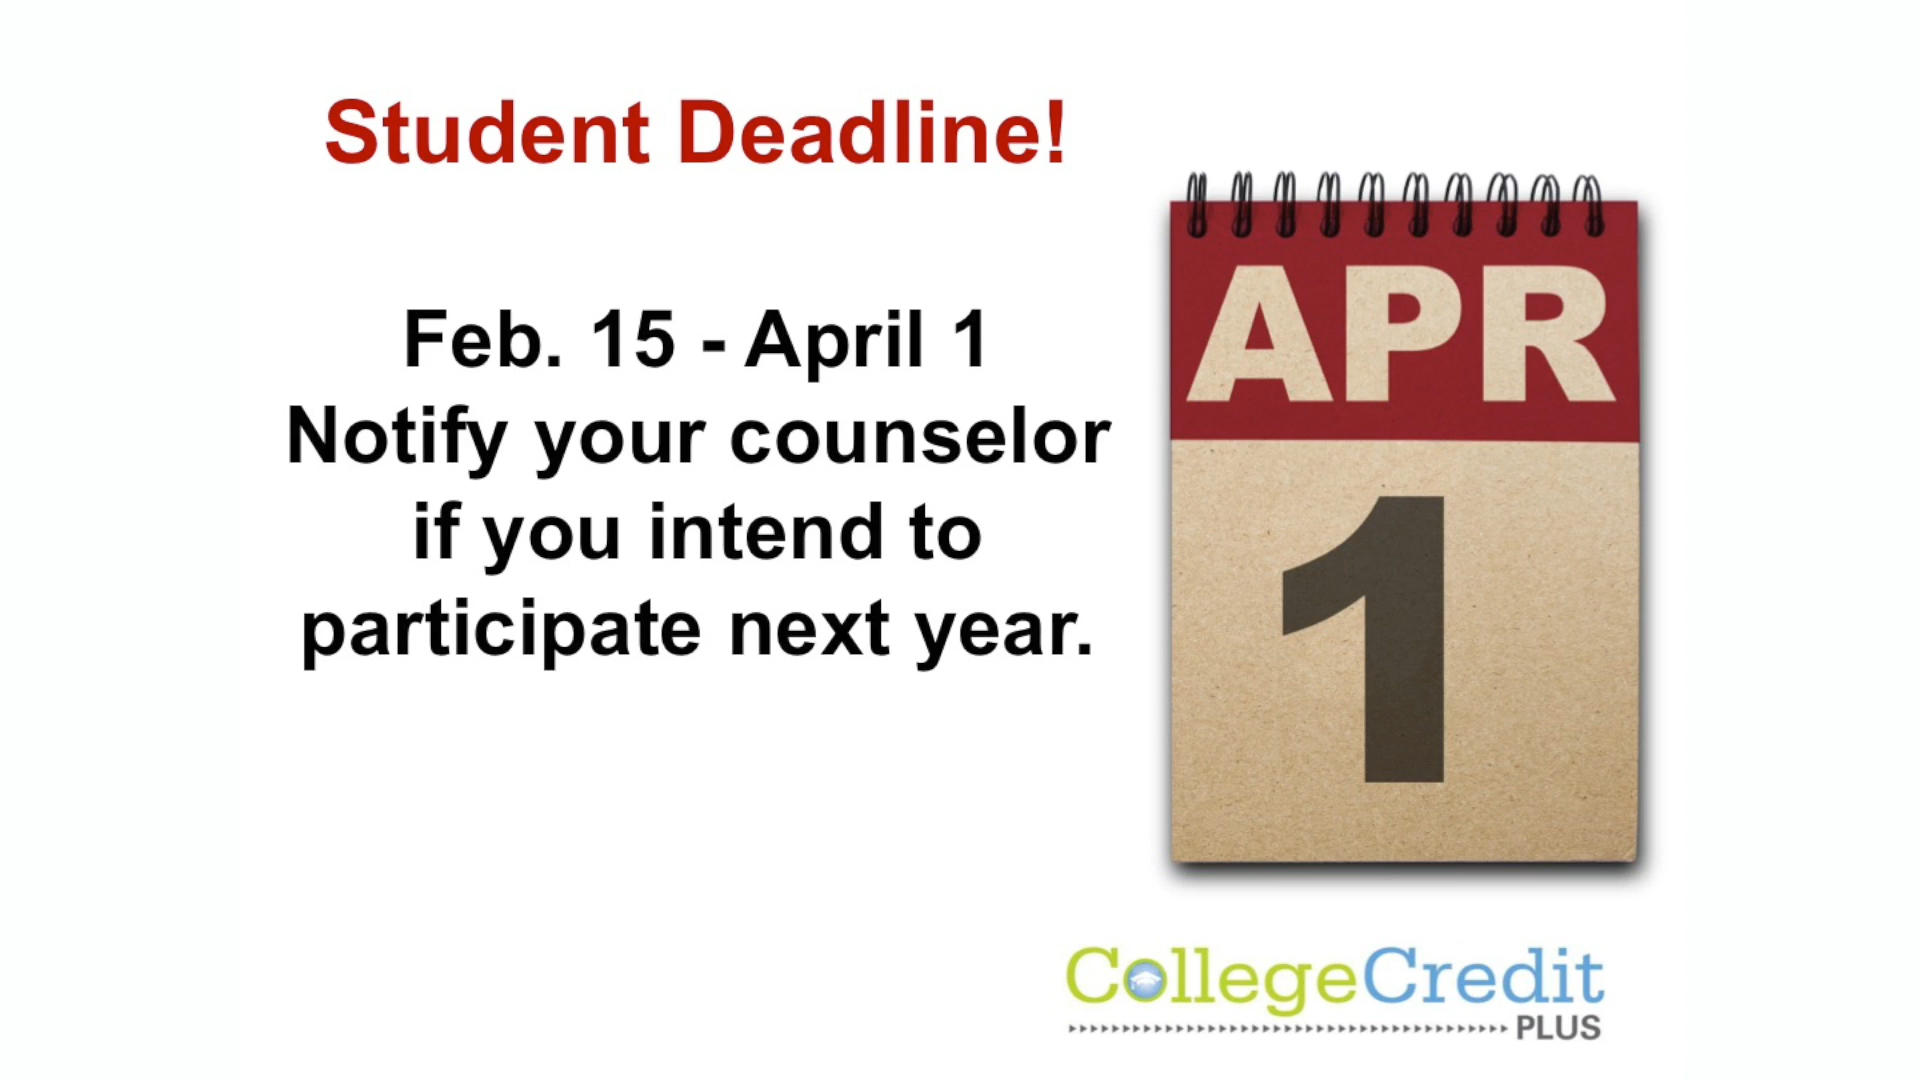 Student Deadline!
Feb. 15 - April 1
Notify your counselor
if you intend to
participate next year.
APR
1
CollegeCredit
PLUS